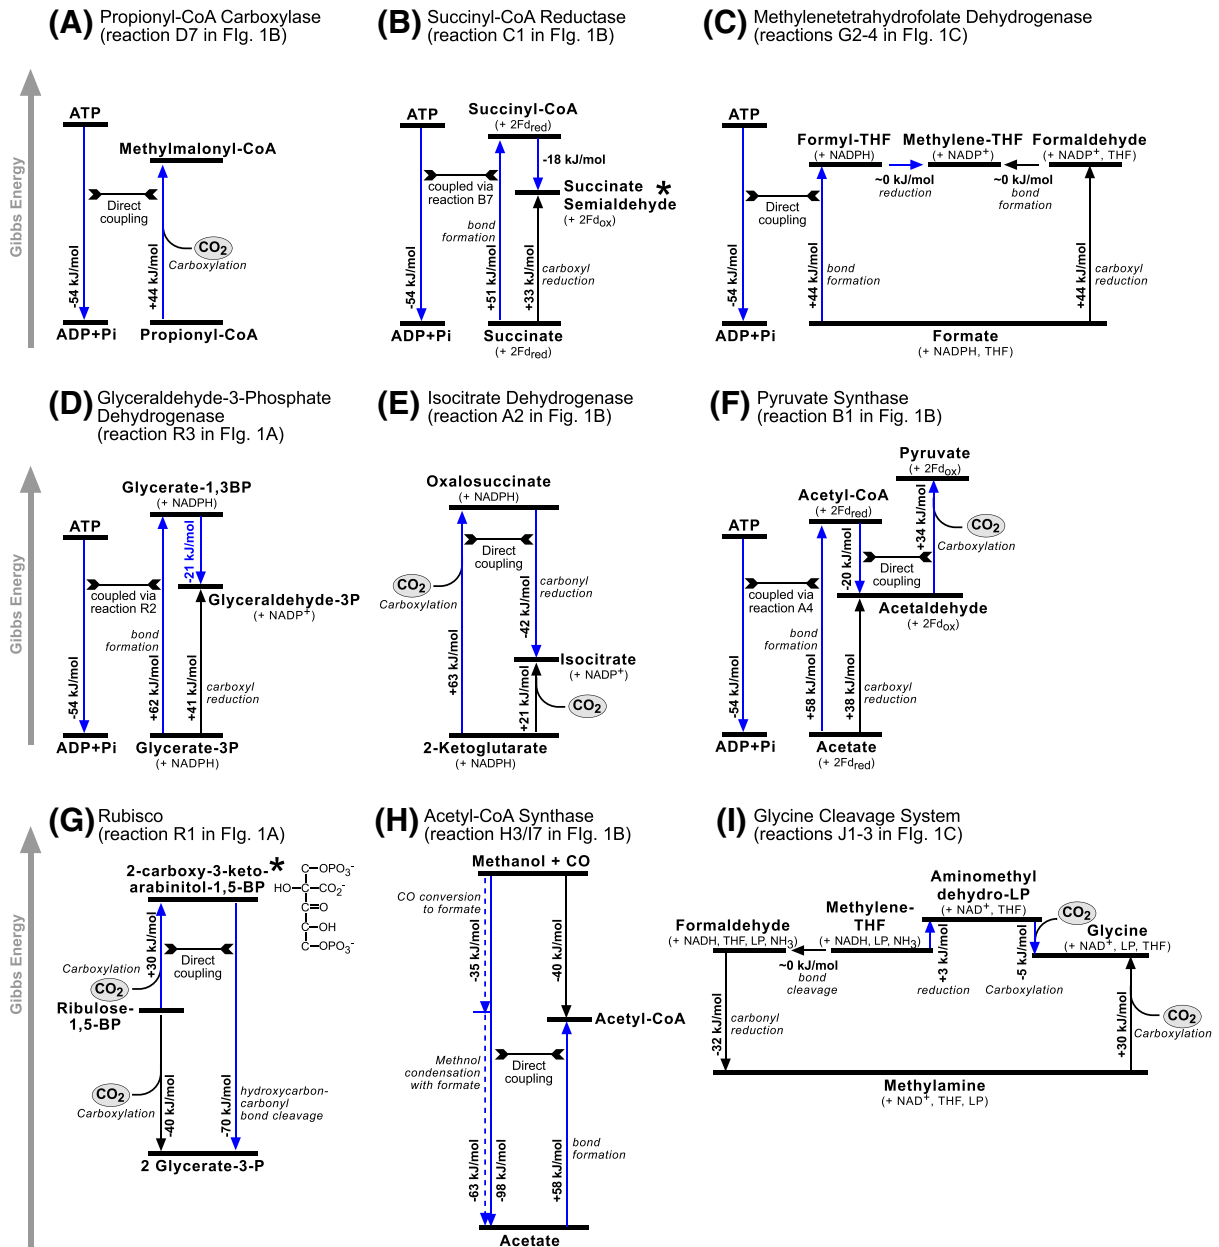 (A) Propionyl-CoA Carboxylase
(reaction D7 in FIg. 1B)
Gibbs Energy
ATP
Methylmalonyl-CoA
Direct
coupling
CO2
Carboxylation
-54 kJ/mol
+44 kJ/mol
ADP+Pi
Propionyl-CoA
(B) Succinyl-CoA Reductase
(reaction C1 in FIg. 1B)
ATP
Succinyl-CoA
(+ 2Fdred)
-18 kJ/mol
coupled via
reaction B7
Succinate
Semialdehyde
*
(+ 2Fdox)
bond
formation
carboxyl
reduction
-54 kJ/mol
+51 kJ/mol
+33 kJ/mol
ADP+Pi
Succinate
(+ 2Fdred)
(C) Methylenetetrahydrofolate Dehydrogenase
(reactions G2-4 in FIg. 1C)
ATP
Formyl-THF
(+ NADPH)
Methylene-THF
(+ NADP+)
Formaldehyde
(+ NADP+, THF)
~0 kJ/mol
reduction
~0 kJ/mol
bond
formation
Direct
coupling
bond
formation
carboxyl
reduction
-54 kJ/mol
+44 kJ/mol
+44 kJ/mol
ADP+Pi
Formate
(+ NADPH, THF)
(D) Glyceraldehyde-3-Phosphate
Dehydrogenase
(reaction R3 in FIg. 1A)
Gibbs Energy
Glycerate-1,3BP
(+ NADPH)
ATP
-21 kJ/mol
coupled via
reaction R2
Glyceraldehyde-3P
(+ NADP+)
bond
formation
carboxyl
reduction
-54 kJ/mol
+62 kJ/mol
+41 kJ/mol
ADP+Pi
Glycerate-3P
(+ NADPH)
(E) Isocitrate Dehydrogenase
(reaction A2 in Fig. 1B)
Oxalosuccinate
(+ NADPH)
Direct
coupling
CO2
Carboxylation
carbonyl
reduction
-42 kJ/mol
+63 kJ/mol
Isocitrate
(+ NADP+)
+21 kJ/mol
CO2
2-Ketoglutarate
(+ NADPH)
(F) Pyruvate Synthase
(reaction B1 in Fig. 1B)
Pyruvate
(+ 2Fdox)
Acetyl-CoA
(+ 2Fdred)
ATP
+34 kJ/mol
CO2
Carboxylation
-20 kJ/mol
Direct
coupling
coupled via
reaction A4
Acetaldehyde
(+ 2Fdox)
bond
formation
carboxyl
reduction
-54 kJ/mol
+58 kJ/mol
+38 kJ/mol
ADP+Pi
Acetate
(+ 2Fdred)
(G) Rubisco
(reaction R1 in FIg. 1A)
Gibbs Energy
2-carboxy-3-keto-
arabinitol-1,5-BP
*
C—OPO3-
HO—C—CO2-
C=O
C—OH
C—OPO3-
+30 kJ/mol
Direct
coupling
Carboxylation
CO2
Ribulose-
1,5-BP
CO2
Carboxylation
-40 kJ/mol
-70 kJ/mol
hydroxycarbon-
carbonyl
bond cleavage
2 Glycerate-3-P
(H) Acetyl-CoA Synthase
(reaction H3/I7 in FIg. 1B)
Methanol + CO
CO conversion
to formate
-35 kJ/mol
-40 kJ/mol
Acetyl-CoA
Methnol
condensation
with formate
Direct
coupling
-63 kJ/mol
-98 kJ/mol
+58 kJ/mol
bond
formation
Acetate
(I) Glycine Cleavage System
(reactions J1-3 in FIg. 1C)
Aminomethyl
dehydro-LP
(+ NAD+, THF)
CO2
Formaldehyde
(+ NADH, THF, LP, NH3)
Methylene-
THF
(+ NADH, LP, NH3)
Glycine
(+ NAD+, LP, THF)
~0 kJ/mol
bond
cleavage
+3 kJ/mol
reduction
-5 kJ/mol
Carboxylation
-32 kJ/mol
carbonyl
reduction
+30 kJ/mol
CO2
Carboxylation
Methylamine
(+ NAD+, THF, LP)